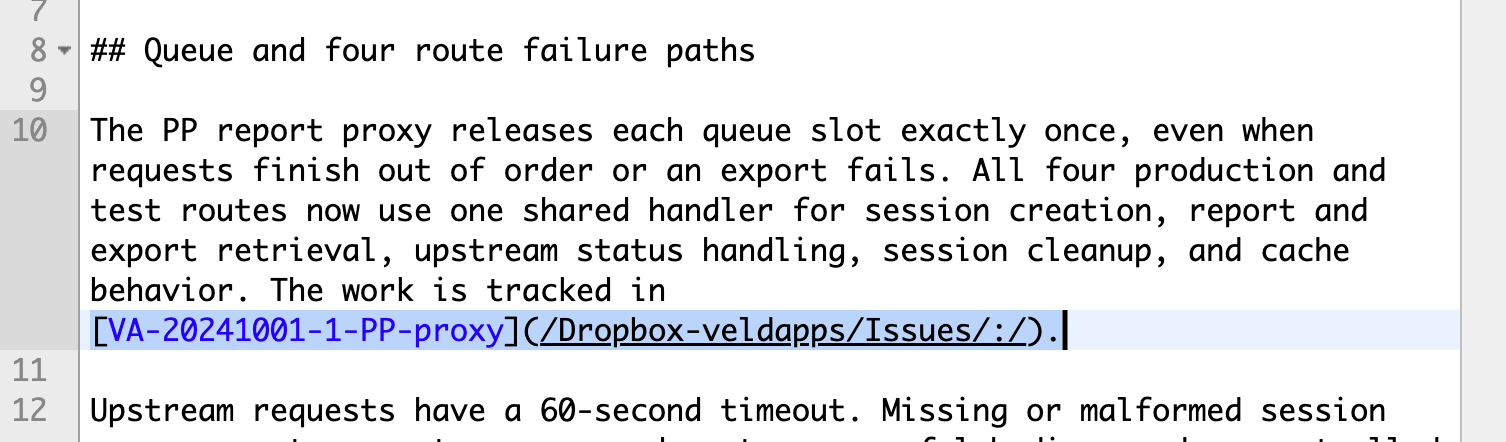 7
8 ## Queue and four route failure paths
9
10 The PP report proxy releases each queue slot exactly once, even when
requests finish out of order or an export fails. All four production and
test routes now use one shared handler for session creation, report and
export retrieval, upstream status handling, session cleanup, and cache
behavior. The work is tracked in
[VA-20241001-1-PP-proxy](/Dropbox-veldapps/Issues/:/).
11
12 Upstream requests have a 60-second timeout. Missing or malformed session